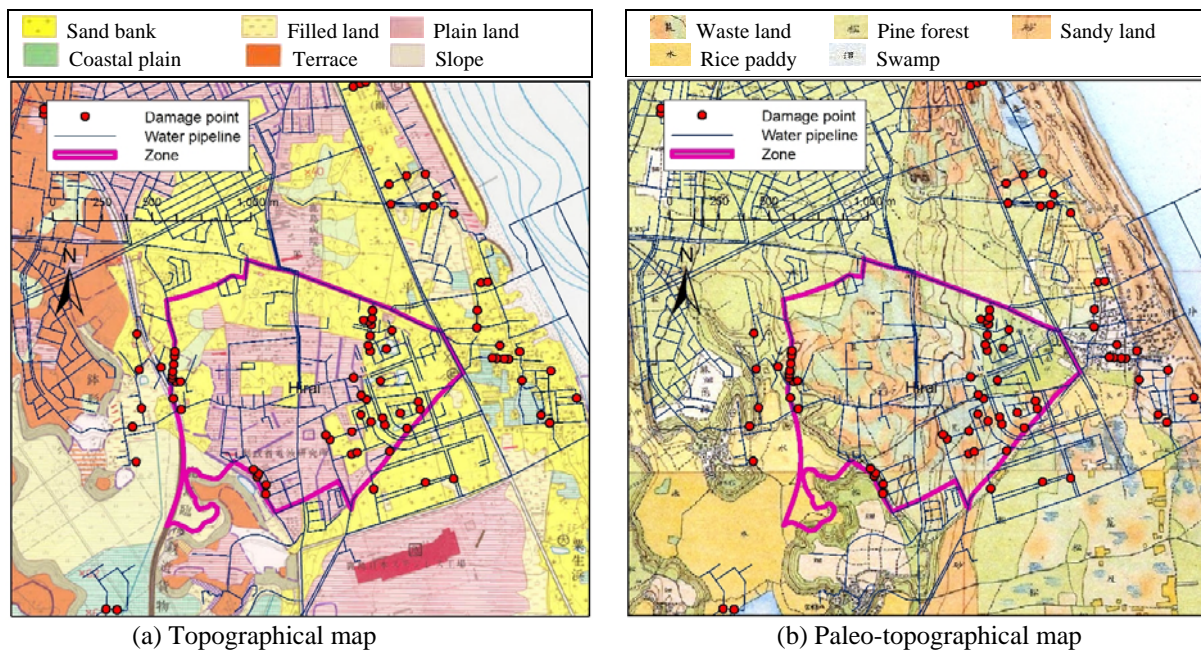 Sand bank Filled land Plain land
Coastal plain Terrace Slope
Damage point
Water pipeline
Zone
0 250 500 1,000 m
N
Hirai
(a) Topographical map
Waste land Pine forest Sandy land
Rice paddy Swamp
Damage point
Water pipeline
Zone
0 250 500 1,000 m
N
Hirai
(b) Paleo-topographical map